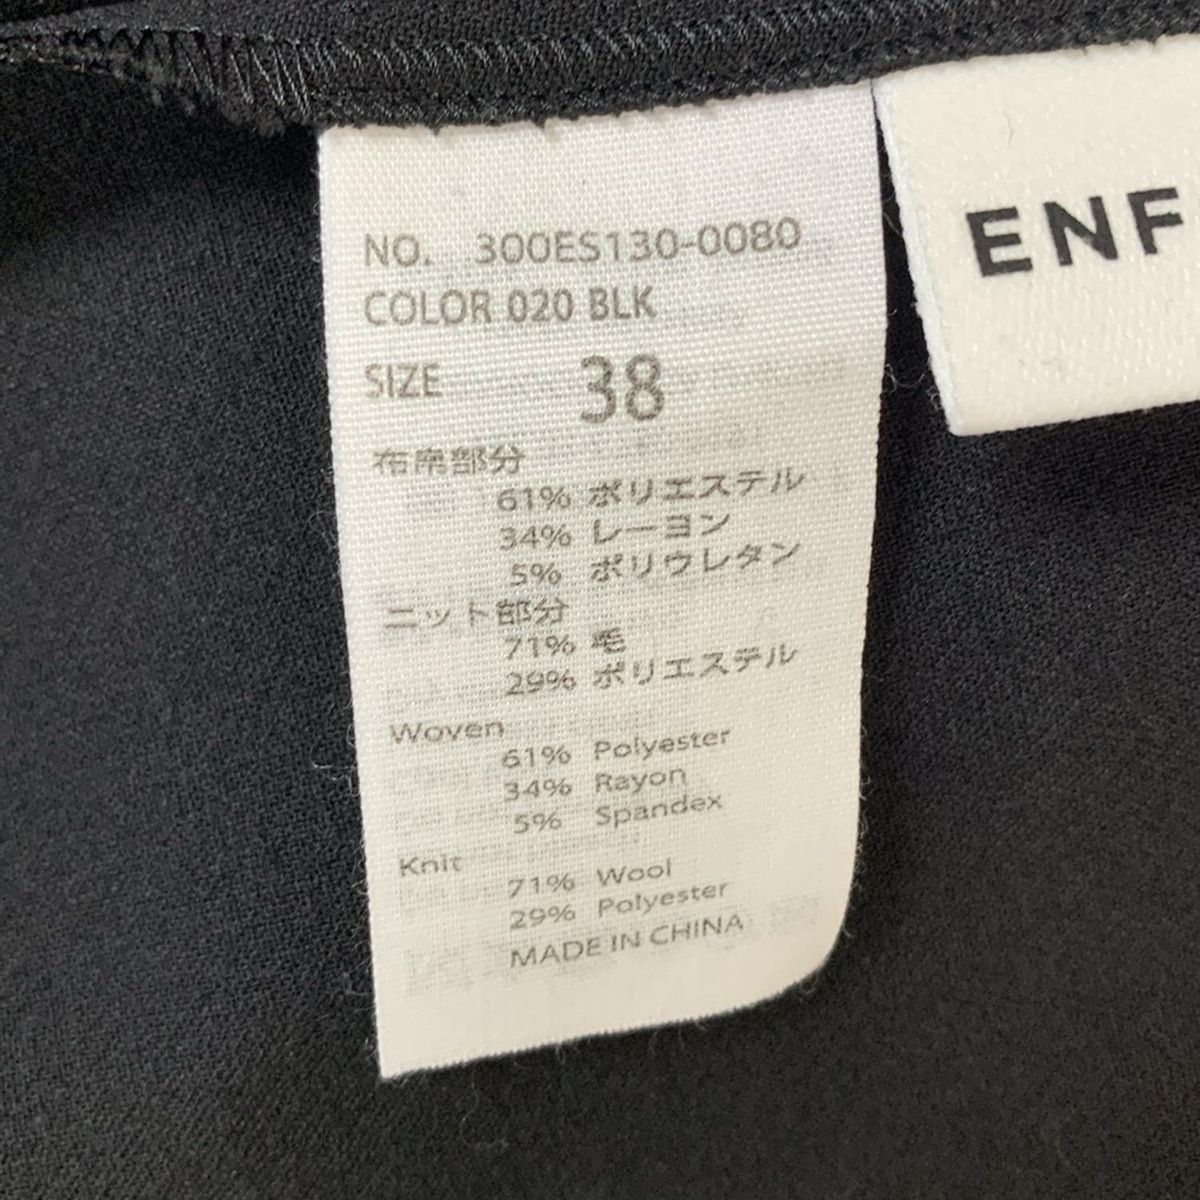 NO. 300ES130-0080
COLOR 020 BLK
SIZE 38
布帛部分
61% ポリエステル
34% レーヨン
5% ポリウレタン
ニット部分
71% 毛
29% ポリエステル
Woven
61% Polyester
34% Rayon
5% Spandex
Knit
71% Wool
29% Polyester
MADE IN CHINA
ENF